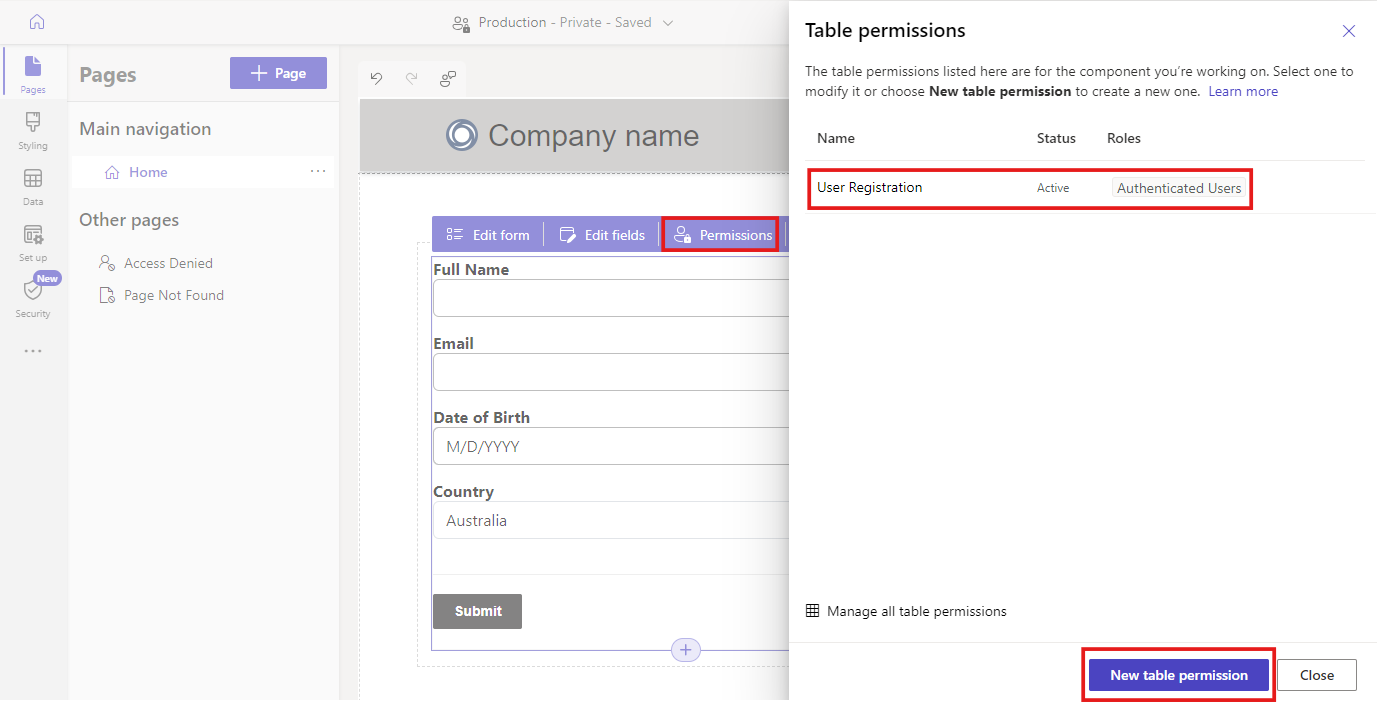 Production - Private - Saved
Pages
Styling
Data
Set up
New
Security
Pages
Page
Main navigation
Home
Other pages
Access Denied
Page Not Found
Company name
Edit form
Edit fields
Permissions
Full Name
Email
Date of Birth
M/D/YYYY
Country
Australia
Submit
Table permissions
The table permissions listed here are for the component you're working on. Select one to
modify it or choose New table permission to create a new one. Learn more
Name Status Roles
User Registration Active Authenticated Users
Manage all table permissions
New table permission
Close